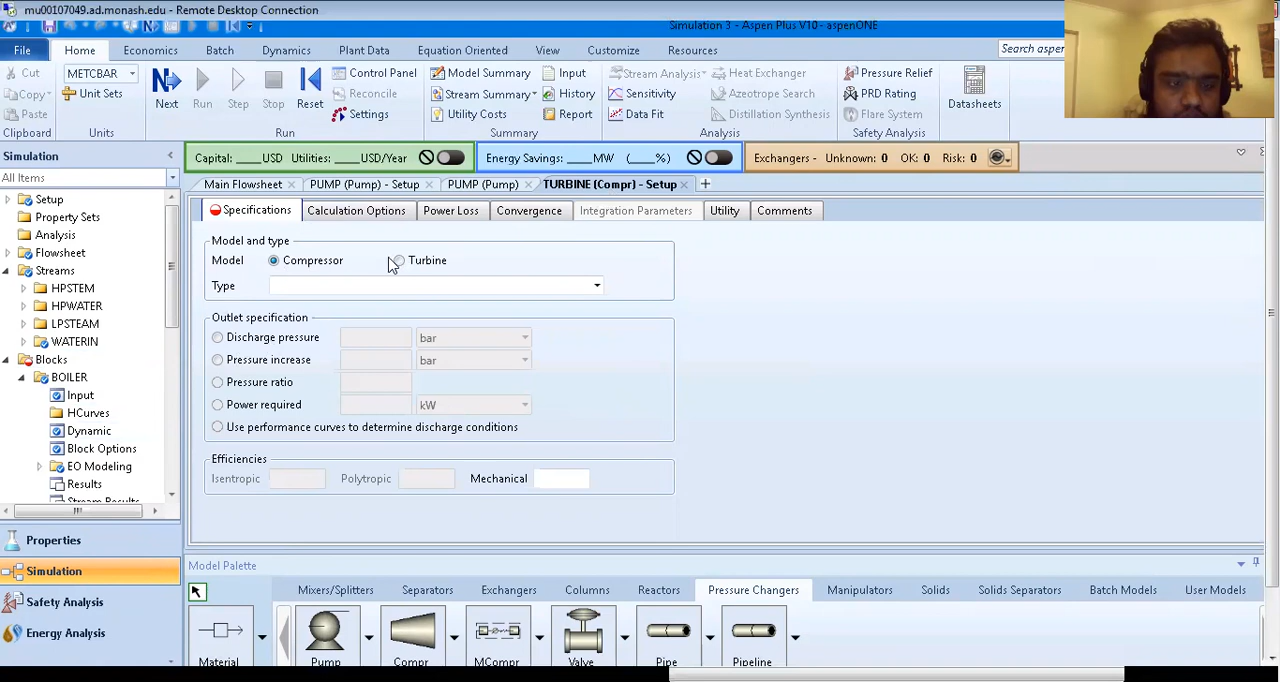 mu00107049.ad.monash.edu - Remote Desktop Connection
Simulation 3 - Aspen Plus V10 - aspenONE
File Home Economics Batch Dynamics Plant Data Equation Oriented View Customize Resources Search aspen
Cut METCBAR Control Panel Model Summary Input Stream Analysis Heat Exchanger Pressure Relief
Copy Unit Sets Next Run Step Stop Reset Reconcile Stream Summary History Sensitivity Azeotrope Search PRD Rating Datasheets
Paste Settings Utility Costs Report Data Fit Distillation Synthesis Flare System
Clipboard Units Run Summary Analysis Safety Analysis
Simulation Capital: ____USD Utilities: ____USD/Year Energy Savings: ____MW (____%) Exchangers - Unknown: 0 OK: 0 Risk: 0
All Items Main Flowsheet PUMP (Pump) - Setup PUMP (Pump) TURBINE (Compr) - Setup
Setup
Property Sets
Analysis
Flowsheet
Streams
HPSTEM
HPWATER
LPSTEAM
WATERIN
Blocks
BOILER
Input
HCurves
Dynamic
Block Options
EO Modeling
Results
Stream Results
Properties
Simulation
Safety Analysis
Energy Analysis
Specifications Calculation Options Power Loss Convergence Integration Parameters Utility Comments
Model and type
Model Compressor Turbine
Type
Outlet specification
Discharge pressure bar
Pressure increase bar
Pressure ratio
Power required kW
Use performance curves to determine discharge conditions
Efficiencies
Isentropic Polytropic Mechanical
Model Palette
Mixers/Splitters Separators Exchangers Columns Reactors Pressure Changers Manipulators Solids Solids Separators Batch Models User Models
Material Pump Compr MCompr Valve Pipe Pipeline